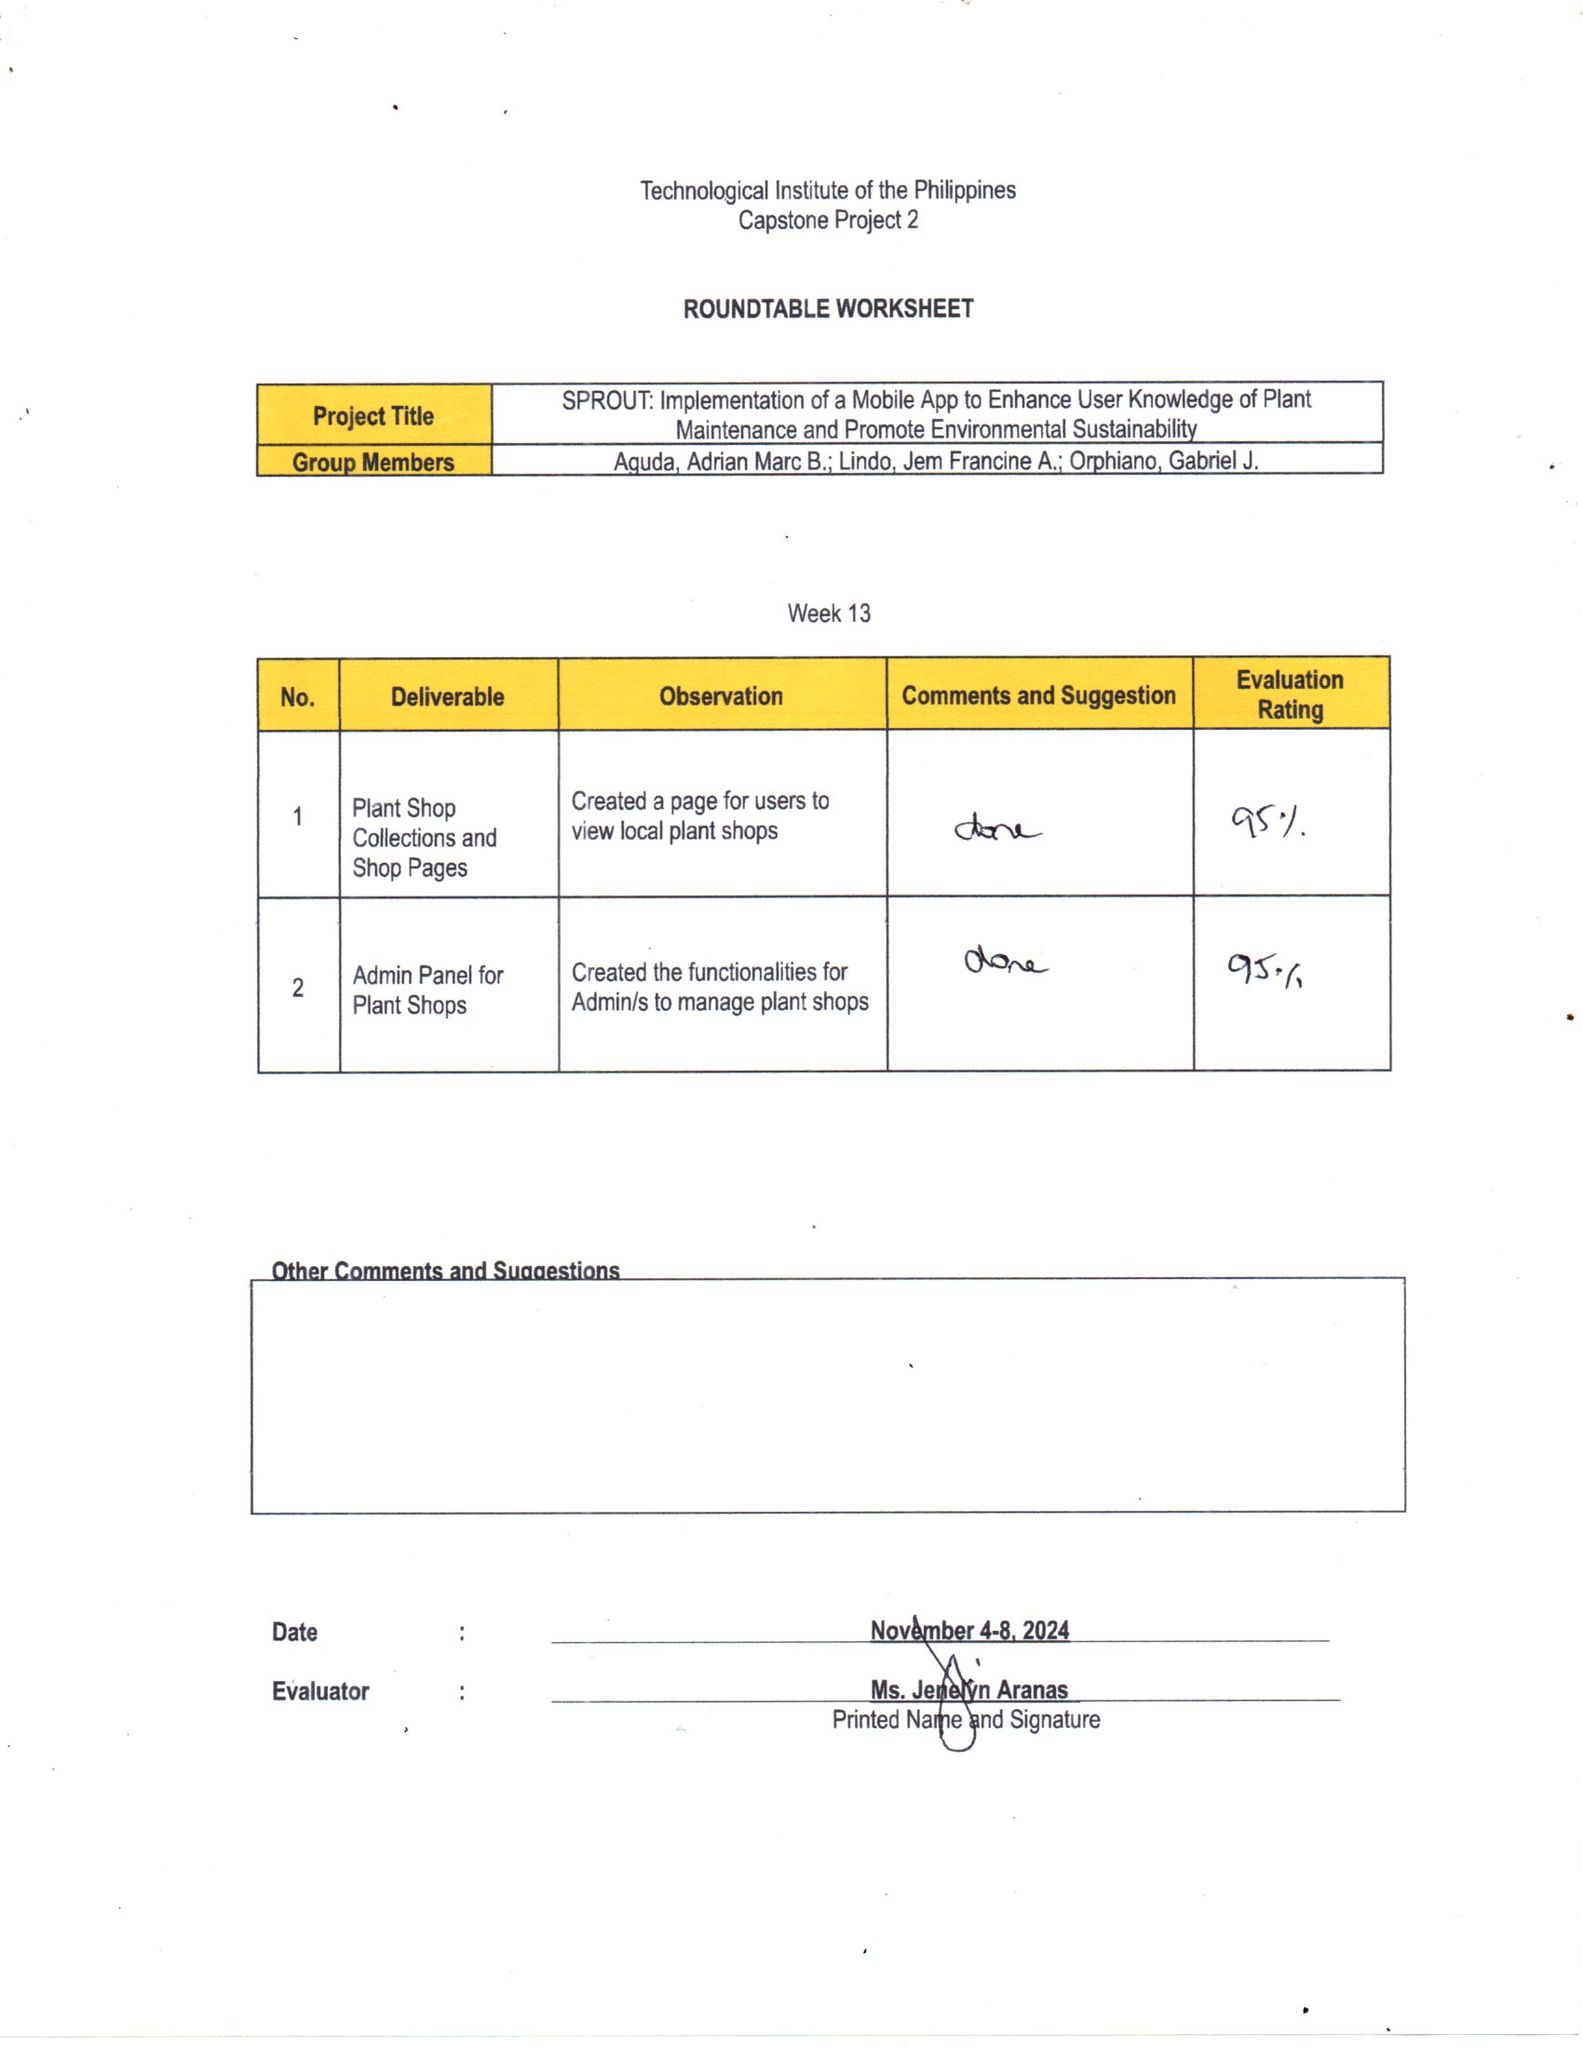 Technological Institute of the Philippines
Capstone Project 2
ROUNDTABLE WORKSHEET
Project Title
SPROUT: Implementation of a Mobile App to Enhance User Knowledge of Plant
Maintenance and Promote Environmental Sustainability
Group Members
Aguda, Adrian Marc B.; Lindo, Jem Francine A.; Orphiano, Gabriel J.
Week 13
No.
Deliverable
Observation
Comments and Suggestion
Evaluation
Rating
1
Plant Shop
Collections and
Shop Pages
Created a page for users to
view local plant shops
done
95%
2
Admin Panel for
Plant Shops
Created the functionalities for
Admin/s to manage plant shops
done
95%
Other Comments and Suggestions
Date : November 4-8, 2024
Evaluator : Ms. Jenelyn Aranas
Printed Name and Signature